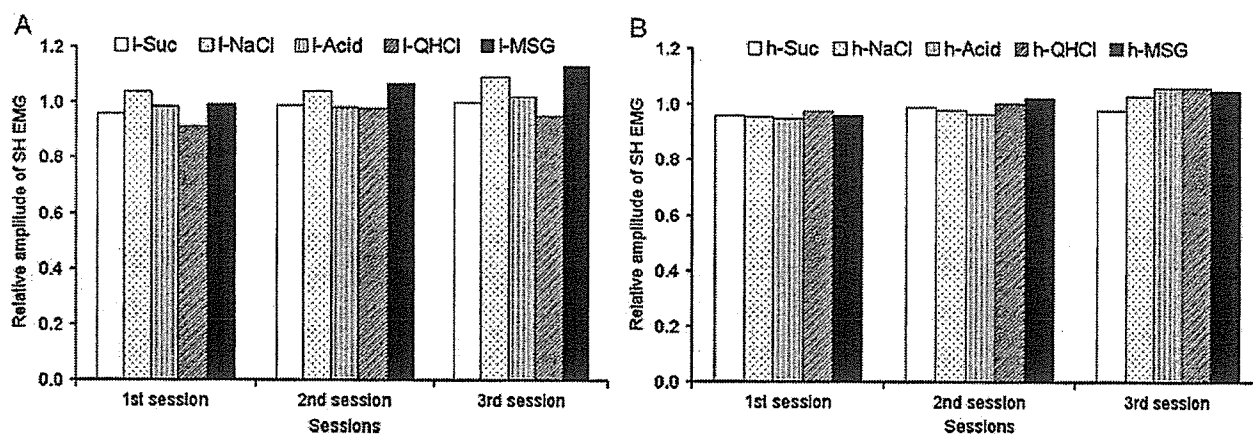 A
l-Suc l-NaCl l-Acid l-QHCl l-MSG
Relative amplitude of SH EMG
1.2
1.0
0.8
0.6
0.4
0.2
0.0
1st session 2nd session 3rd session
Sessions
B
h-Suc h-NaCl h-Acid h-QHCl h-MSG
Relative amplitude of SH EMG
1.2
1.0
0.8
0.6
0.4
0.2
0.0
1st session 2nd session 3rd session
Sessions